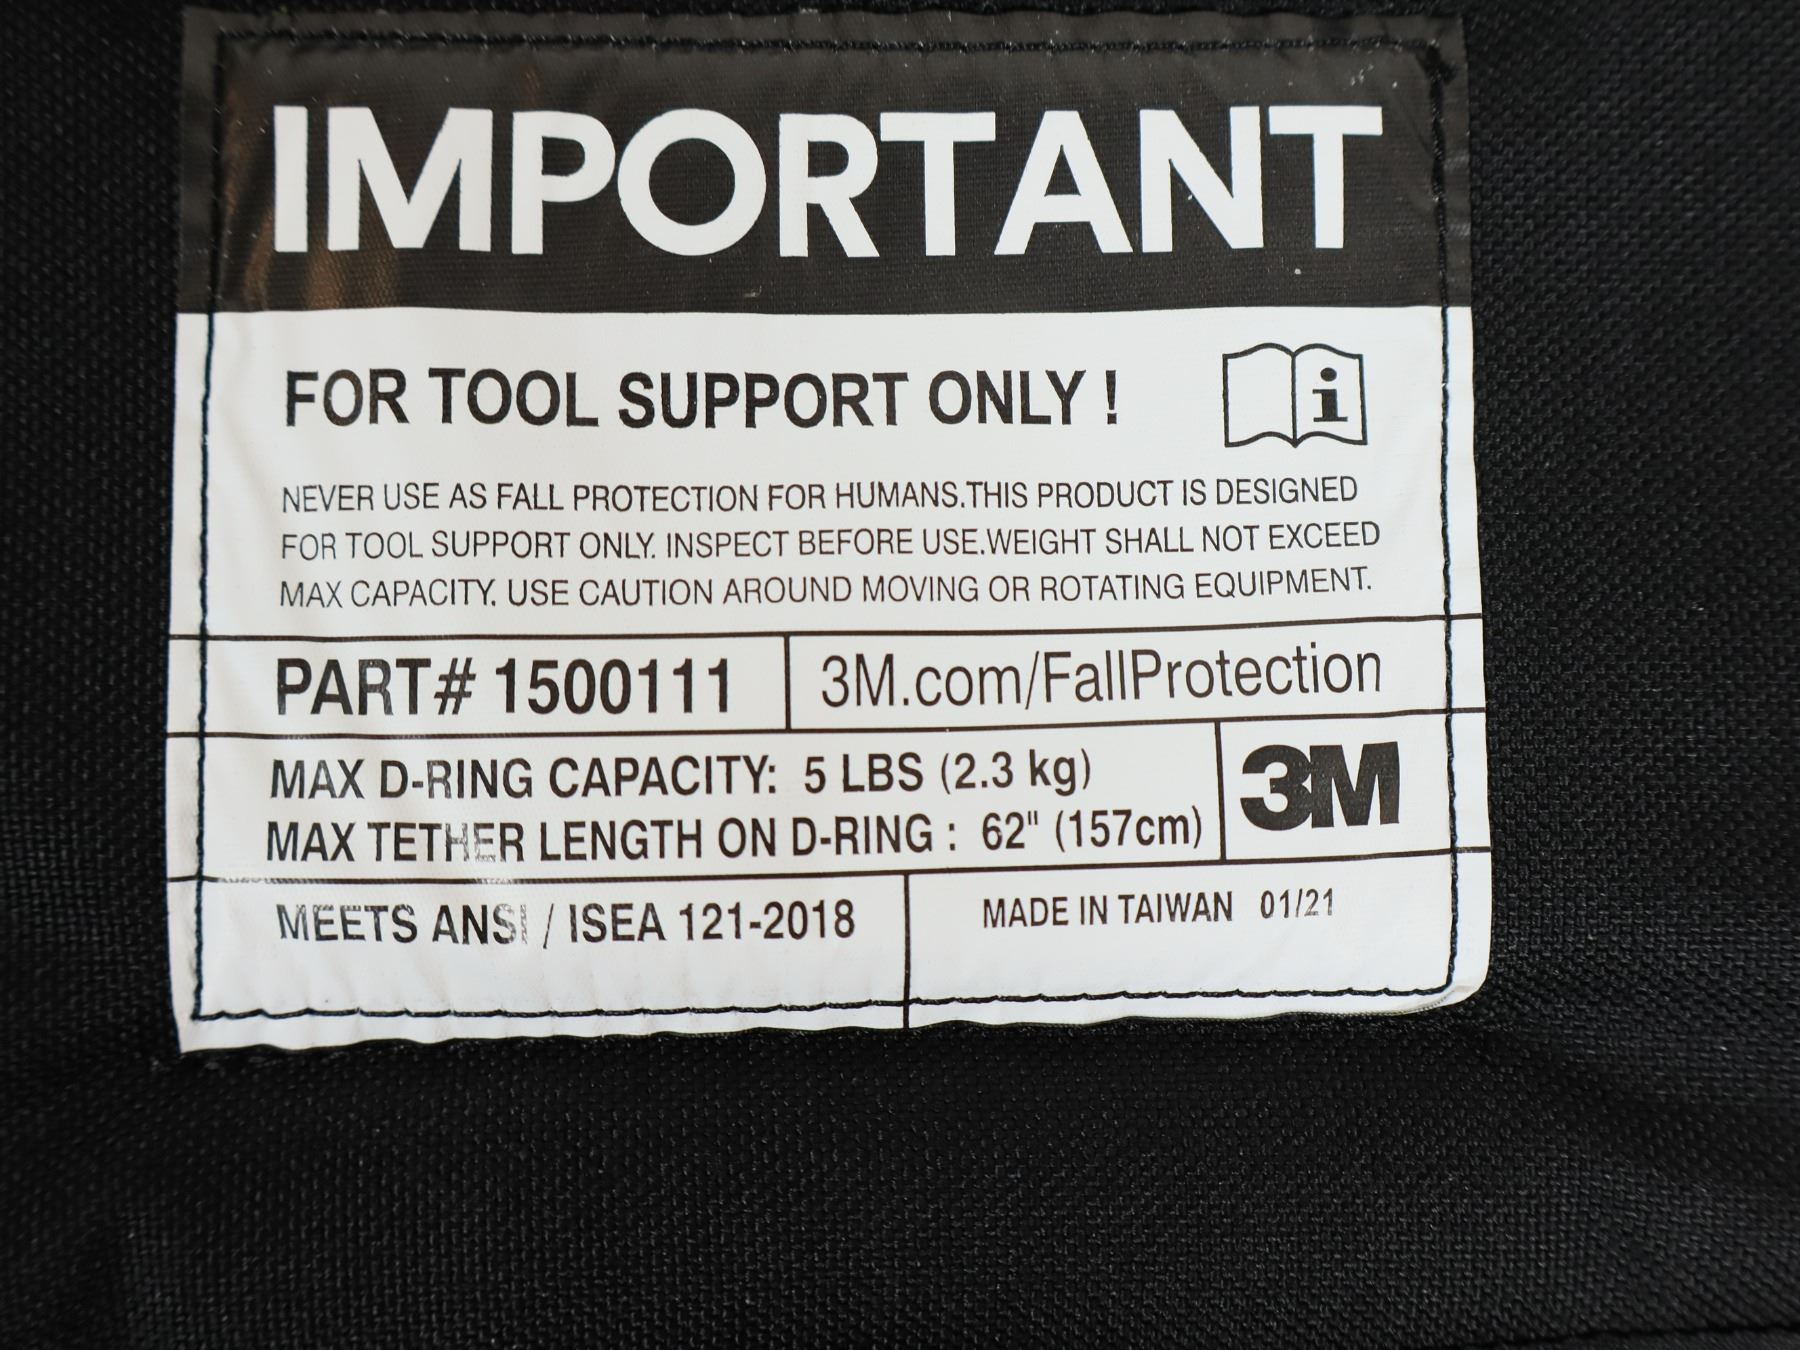 IMPORTANT
FOR TOOL SUPPORT ONLY !
i
NEVER USE AS FALL PROTECTION FOR HUMANS.THIS PRODUCT IS DESIGNED
FOR TOOL SUPPORT ONLY. INSPECT BEFORE USE.WEIGHT SHALL NOT EXCEED
MAX CAPACITY. USE CAUTION AROUND MOVING OR ROTATING EQUIPMENT.
PART# 1500111
3M.com/FallProtection
MAX D-RING CAPACITY: 5 LBS (2.3 kg)
MAX TETHER LENGTH ON D-RING : 62" (157cm)
3M
MEETS ANSI / ISEA 121-2018
MADE IN TAIWAN 01/21